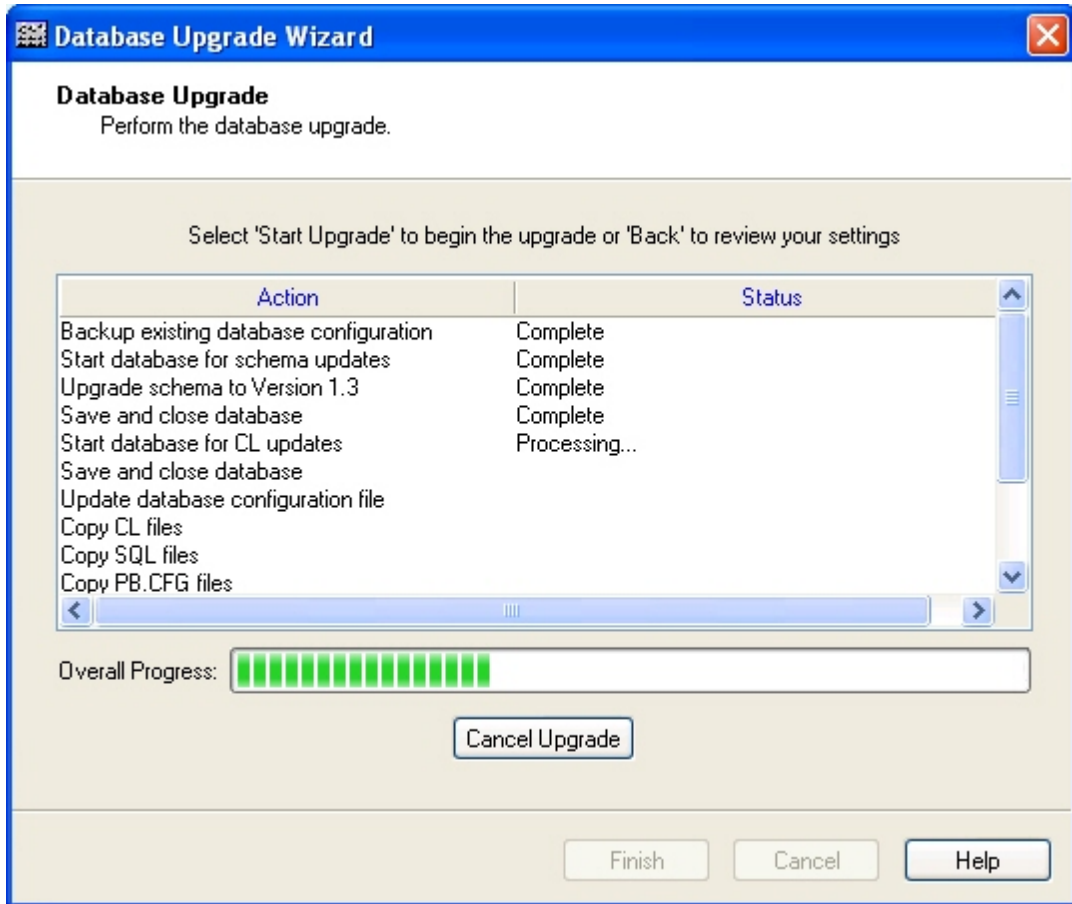 Database Upgrade Wizard
Database Upgrade
Perform the database upgrade.
Select 'Start Upgrade' to begin the upgrade or 'Back' to review your settings
Action Status
Backup existing database configuration Complete
Start database for schema updates Complete
Upgrade schema to Version 1.3 Complete
Save and close database Complete
Start database for CL updates Processing...
Save and close database
Update database configuration file
Copy CL files
Copy SQL files
Copy PB.CFG files
Overall Progress:
Cancel Upgrade
Finish Cancel Help